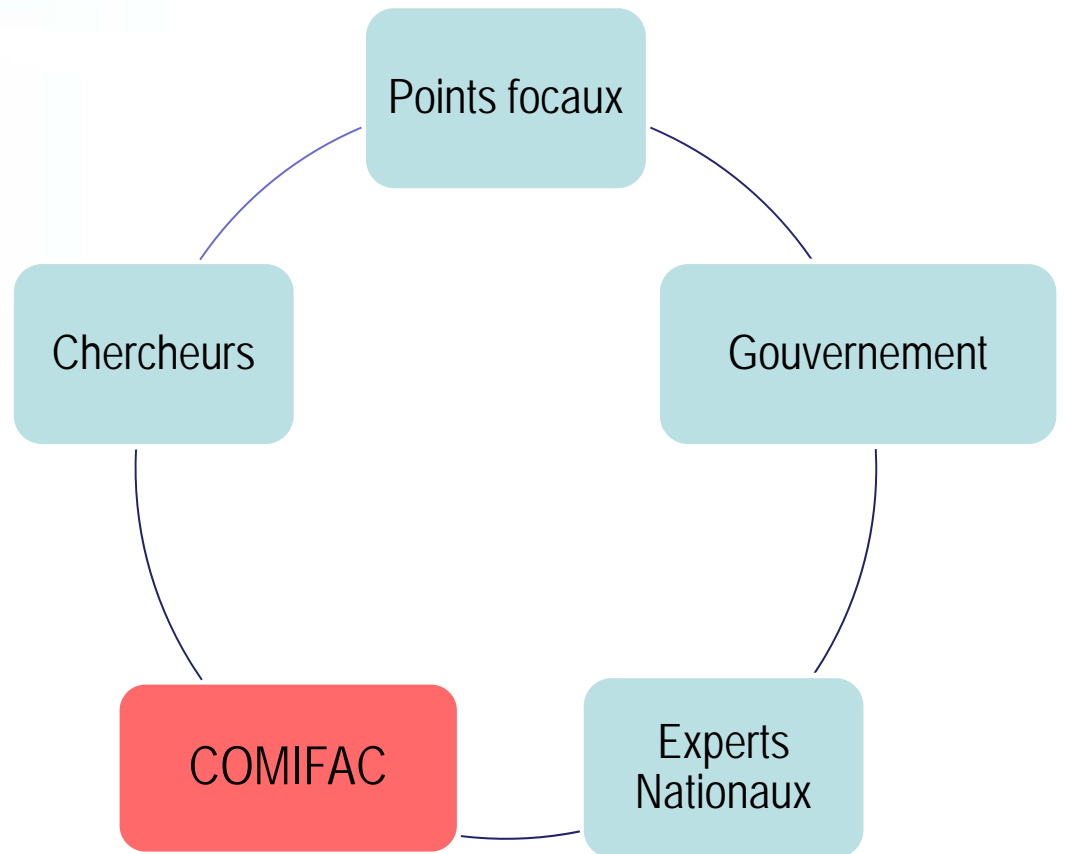 Points focaux
Chercheurs
Gouvernement
COMIFAC
Experts
Nationaux